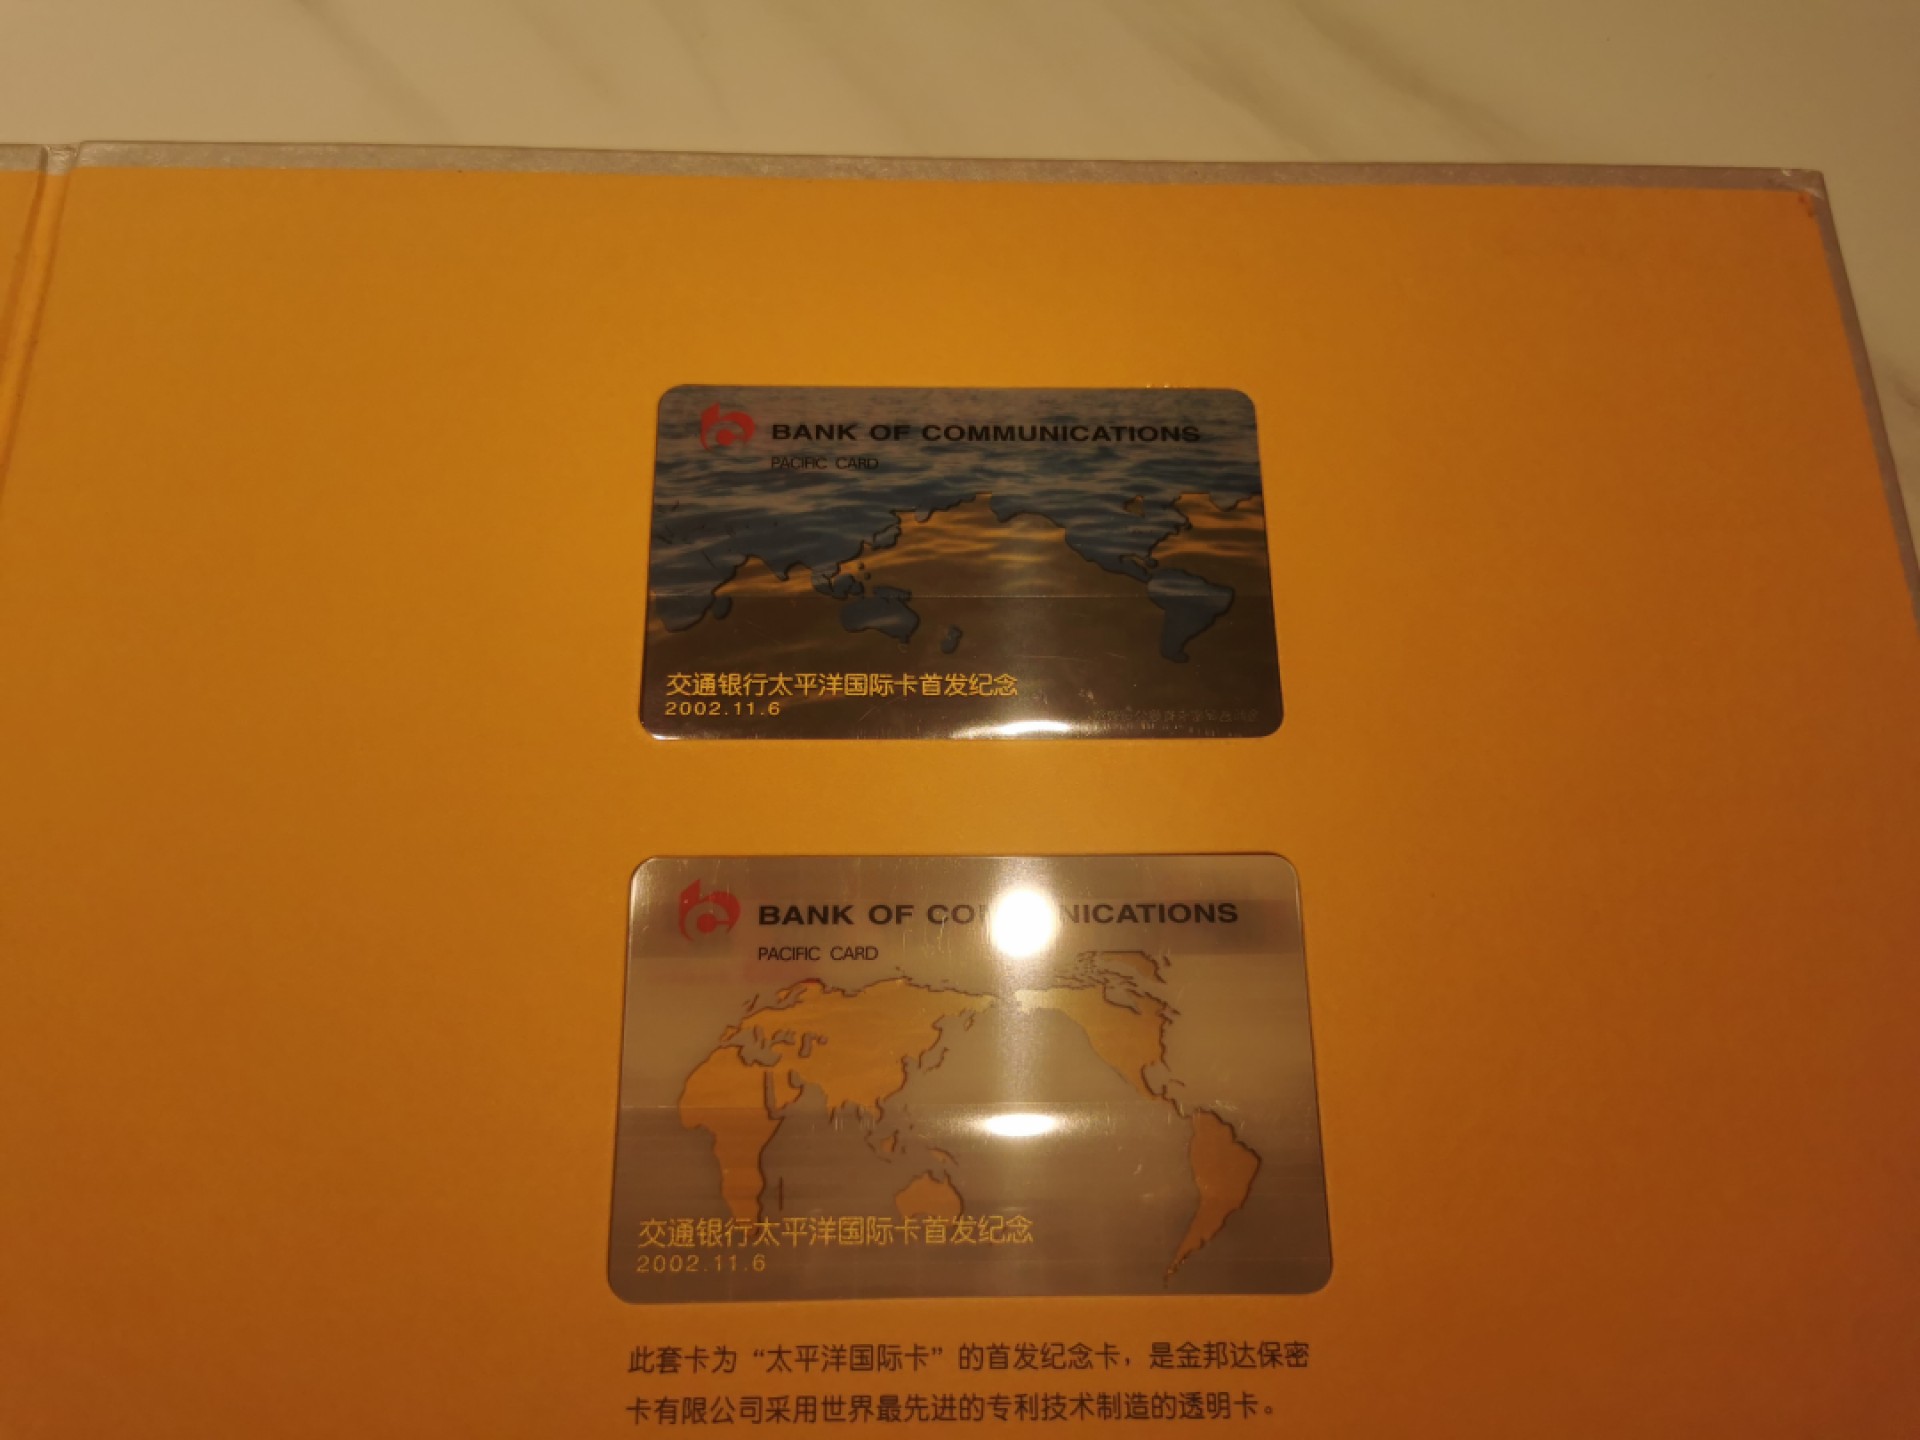 BANK OF COMMUNICATIONS
PACIFIC CARD
交通银行太平洋国际卡首发纪念
2002.11.6
BANK OF COMMUNICATIONS
PACIFIC CARD
交通银行太平洋国际卡首发纪念
2002.11.6
此套卡为“太平洋国际卡”的首发纪念卡，是金邦达保密
卡有限公司采用世界最先进的专利技术制造的透明卡。